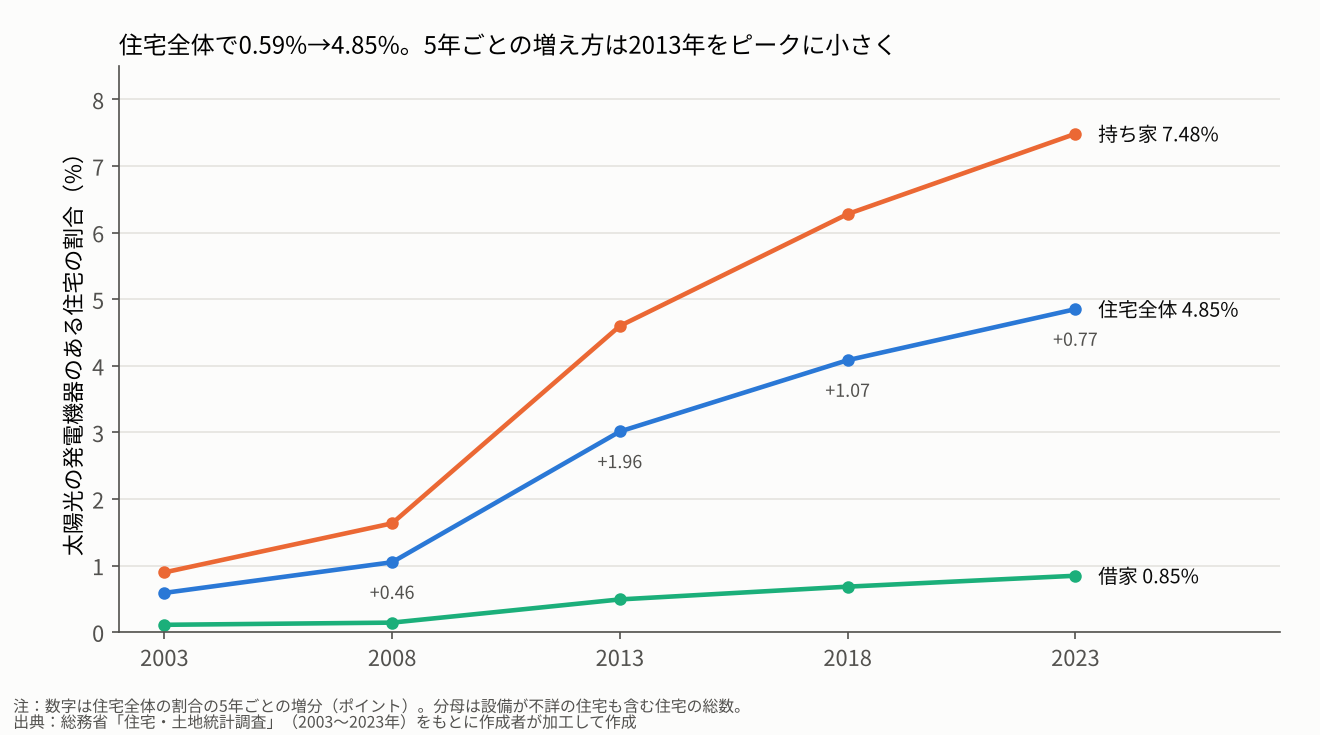 住宅全体で0.59%→4.85%。5年ごとの増え方は2013年をピークに小さく
太陽光の発電機器のある住宅の割合（%）
8
7
6
5
4
3
2
1
0
持ち家 7.48%
住宅全体 4.85%
+0.77
+1.07
+1.96
+0.46
借家 0.85%
2003
2008
2013
2018
2023
注：数字は住宅全体の割合の5年ごとの増分（ポイント）。分母は設備が不詳の住宅も含む住宅の総数。
出典：総務省「住宅・土地統計調査」（2003～2023年）をもとに作成者が加工して作成